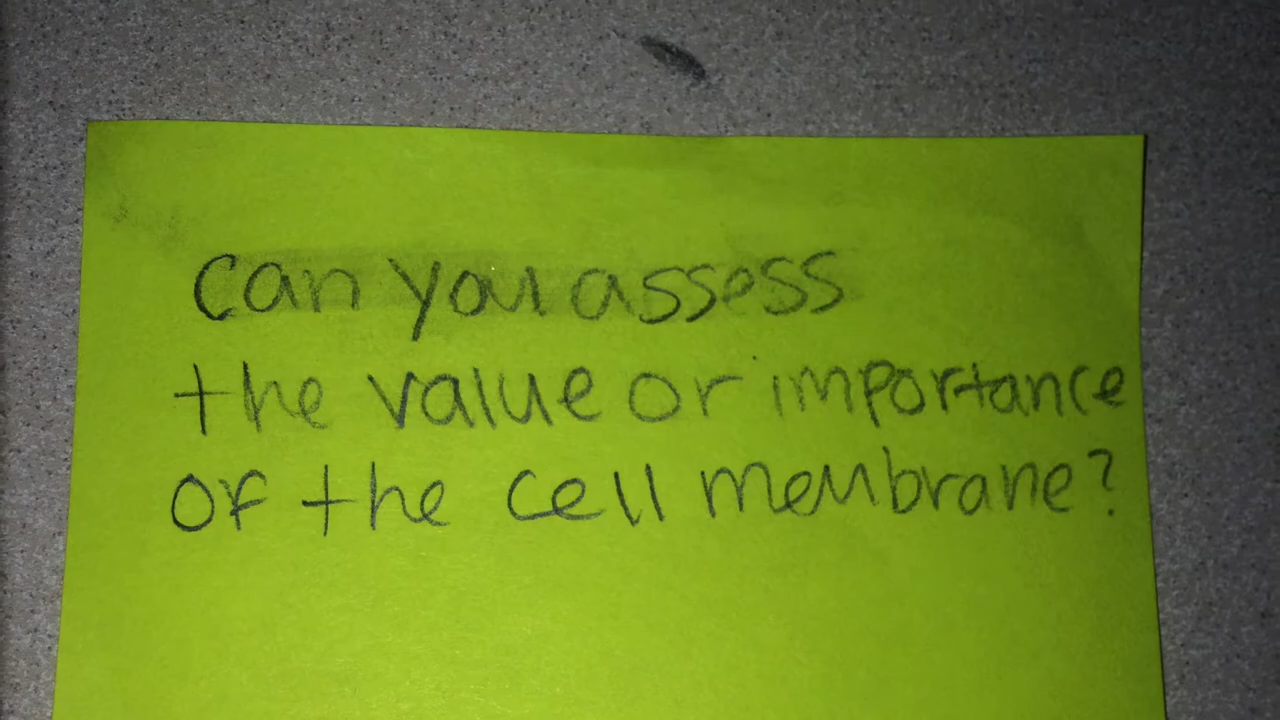 can you assess
the value or importance
of the cell membrane?